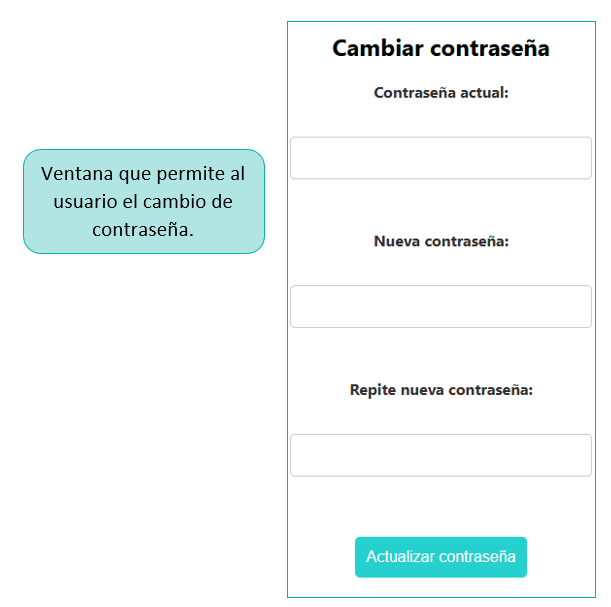 Ventana que permite al
usuario el cambio de
contraseña.
Cambiar contraseña
Contraseña actual:
Nueva contraseña:
Repite nueva contraseña:
Actualizar contraseña